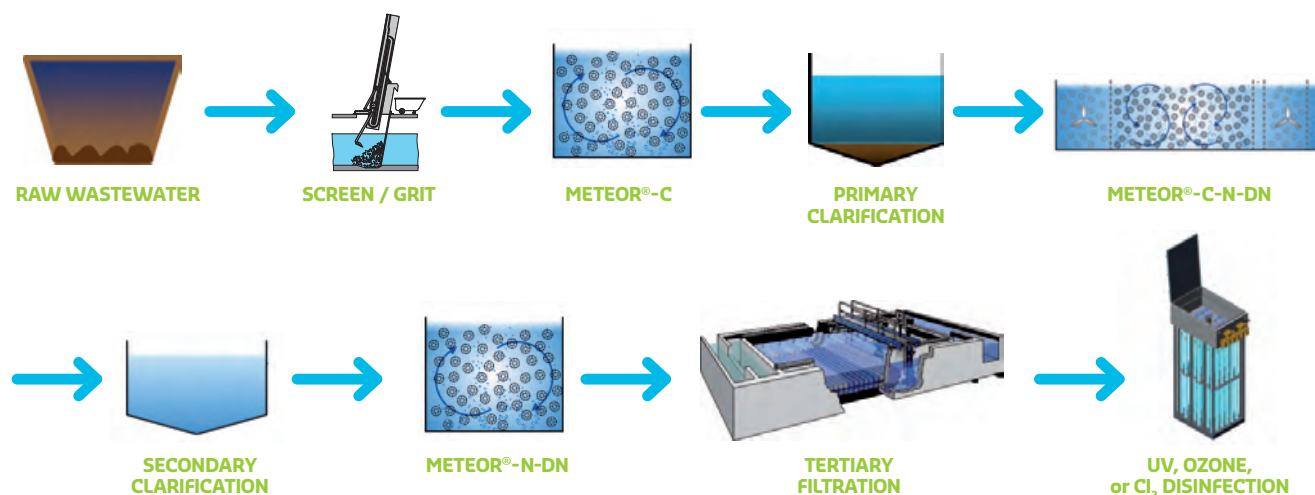 RAW WASTEWATER
SCREEN / GRIT
METEOR®-C
PRIMARY
CLARIFICATION
METEOR®-C-N-DN
SECONDARY
CLARIFICATION
METEOR®-N-DN
TERTIARY
FILTRATION
UV, OZONE,
or Cl₂ DISINFECTION